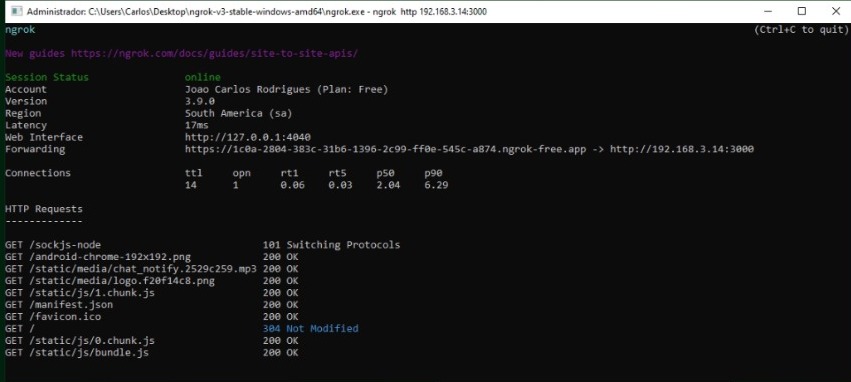 Administrador: C:\Users\Carlos\Desktop\ngrok-v3-stable-windows-amd64\ngrok.exe - ngrok http 192.168.3.14:3000
ngrok (Ctrl+C to quit)
New guides https://ngrok.com/docs/guides/site-to-site-apis/
Session Status online
Account Joao Carlos Rodrigues (Plan: Free)
Version 3.9.0
Region South America (sa)
Latency 17ms
Web Interface http://127.0.0.1:4040
Forwarding https://1c0a-2804-383c-31b6-1396-2c99-ff0e-545c-a874.ngrok-free.app -> http://192.168.3.14:3000
Connections ttl opn rt1 rt5 p50 p90
14 1 0.06 0.03 2.04 6.29
HTTP Requests
-------------
GET /sockjs-node 101 Switching Protocols
GET /android-chrome-192x192.png 200 OK
GET /static/media/chat_notify.2529c259.mp3 200 OK
GET /static/media/logo.f20f14c8.png 200 OK
GET /static/js/1.chunk.js 200 OK
GET /manifest.json 200 OK
GET /favicon.ico 200 OK
GET / 304 Not Modified
GET /static/js/0.chunk.js 200 OK
GET /static/js/bundle.js 200 OK